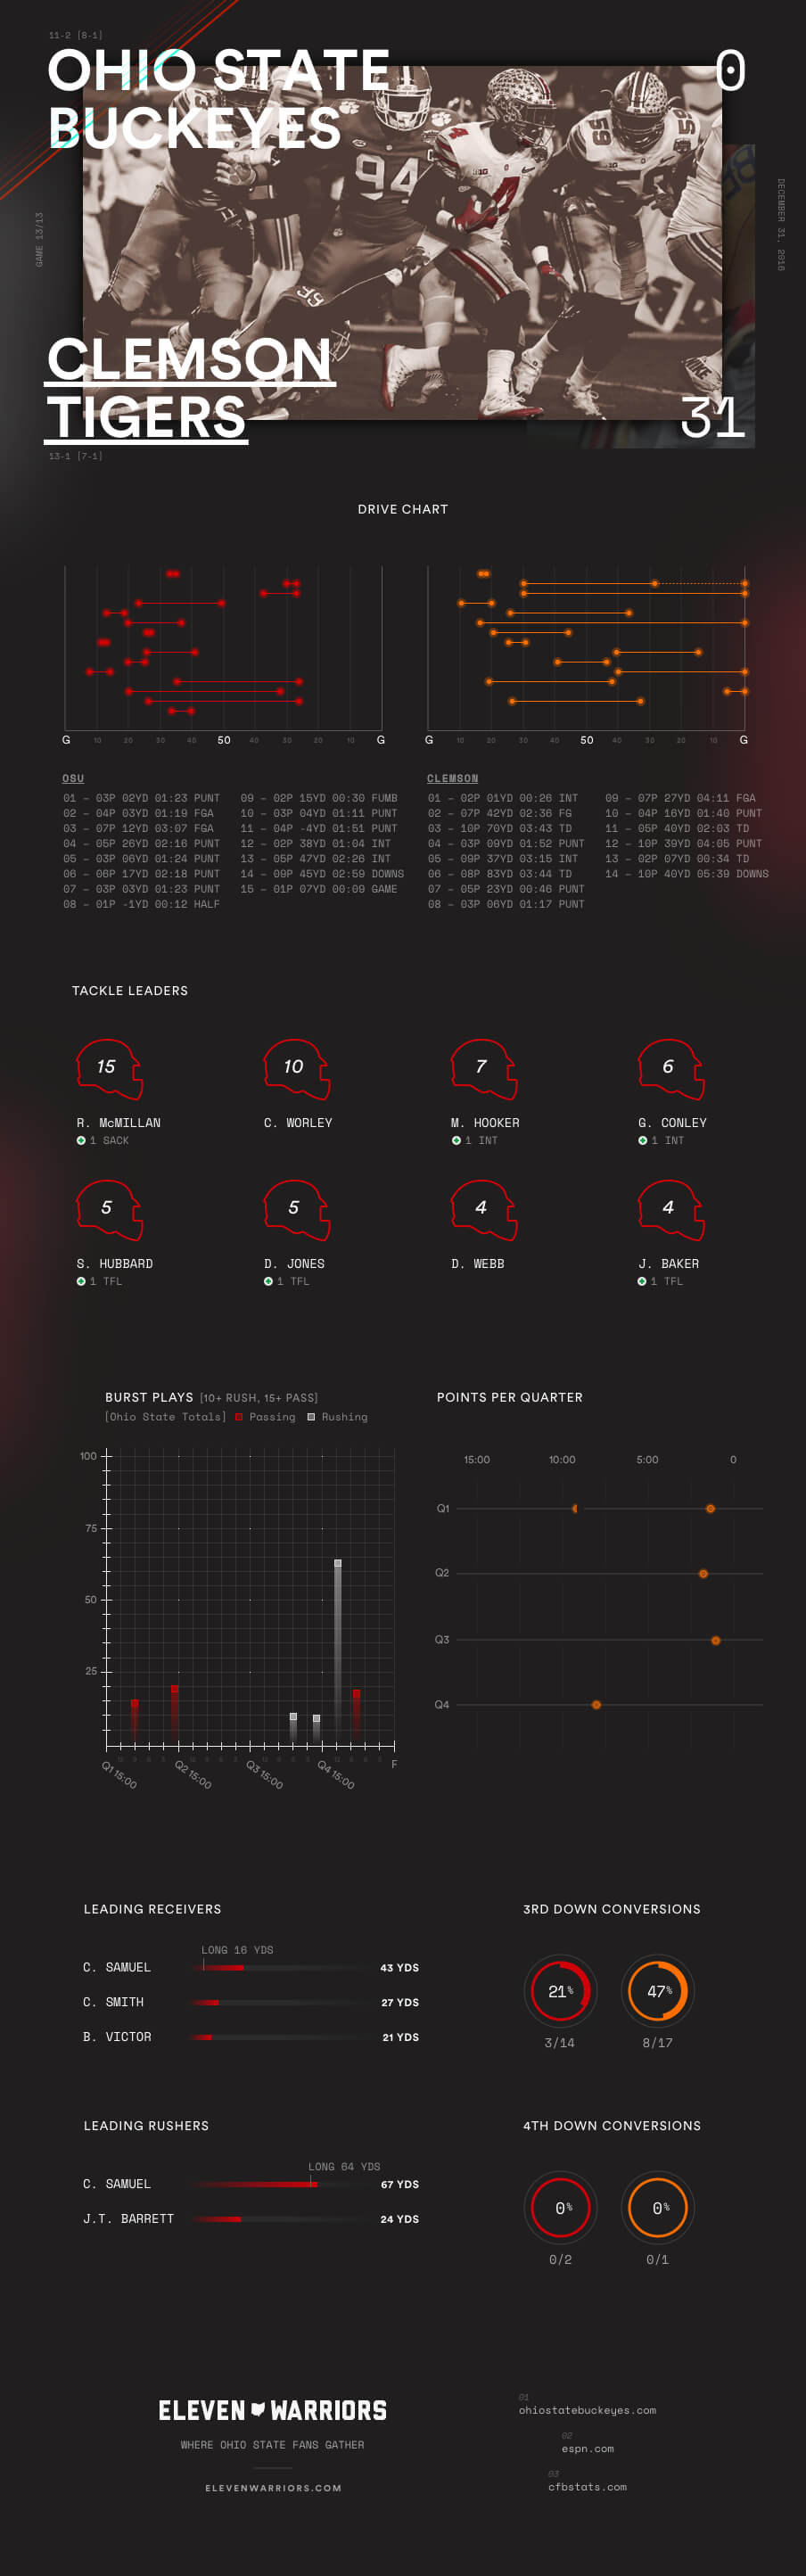 11-2 [8-1]
OHIO STATE
BUCKEYES
0
GAME 13/13
DECEMBER 31, 2016
94
CLEMSON
TIGERS
31
13-1 [7-1]
DRIVE CHART
G 10 20 30 40 50 40 30 20 10 G
G 10 20 30 40 50 40 30 20 10 G
OSU
01 – 03P 02YD 01:23 PUNT
02 – 04P 03YD 01:19 FGA
03 – 07P 12YD 03:07 FGA
04 – 05P 26YD 02:16 PUNT
05 – 03P 06YD 01:24 PUNT
06 – 06P 17YD 02:18 PUNT
07 – 03P 03YD 01:23 PUNT
08 – 01P -1YD 00:12 HALF
09 – 02P 15YD 00:30 FUMB
10 – 03P 04YD 01:11 PUNT
11 – 04P -4YD 01:51 PUNT
12 – 02P 38YD 01:04 INT
13 – 05P 47YD 02:26 INT
14 – 09P 45YD 02:59 DOWNS
15 – 01P 07YD 00:09 GAME
CLEMSON
01 – 02P 01YD 00:26 INT
02 – 07P 42YD 02:36 FG
03 – 10P 70YD 03:43 TD
04 – 03P 09YD 01:52 PUNT
05 – 09P 37YD 03:15 INT
06 – 08P 83YD 03:44 TD
07 – 05P 23YD 00:46 PUNT
08 – 03P 06YD 01:17 PUNT
09 – 07P 27YD 04:11 FGA
10 – 04P 16YD 01:40 PUNT
11 – 05P 40YD 02:03 TD
12 – 10P 39YD 04:05 PUNT
13 – 02P 07YD 00:34 TD
14 – 10P 40YD 05:39 DOWNS
TACKLE LEADERS
15
10
7
6
R. McMILLAN
C. WORLEY
M. HOOKER
G. CONLEY
1 SACK
1 INT
1 INT
5
5
4
4
S. HUBBARD
D. JONES
D. WEBB
J. BAKER
1 TFL
1 TFL
1 TFL
BURST PLAYS [10+ RUSH, 15+ PASS]
[Ohio State Totals] Passing Rushing
100
75
50
25
Q1 15:00
Q2 15:00
Q3 15:00
Q4 15:00
F
POINTS PER QUARTER
15:00 10:00 5:00 0
Q1
Q2
Q3
Q4
LEADING RECEIVERS
LONG 16 YDS
C. SAMUEL 43 YDS
C. SMITH 27 YDS
B. VICTOR 21 YDS
3RD DOWN CONVERSIONS
21% 47%
3/14 8/17
LEADING RUSHERS
LONG 64 YDS
C. SAMUEL 67 YDS
J.T. BARRETT 24 YDS
4TH DOWN CONVERSIONS
0% 0%
0/2 0/1
ELEVEN WARRIORS
WHERE OHIO STATE FANS GATHER
ELEVENWARRIORS.COM
01
ohiostatebuckeyes.com
02
espn.com
03
cfbstats.com